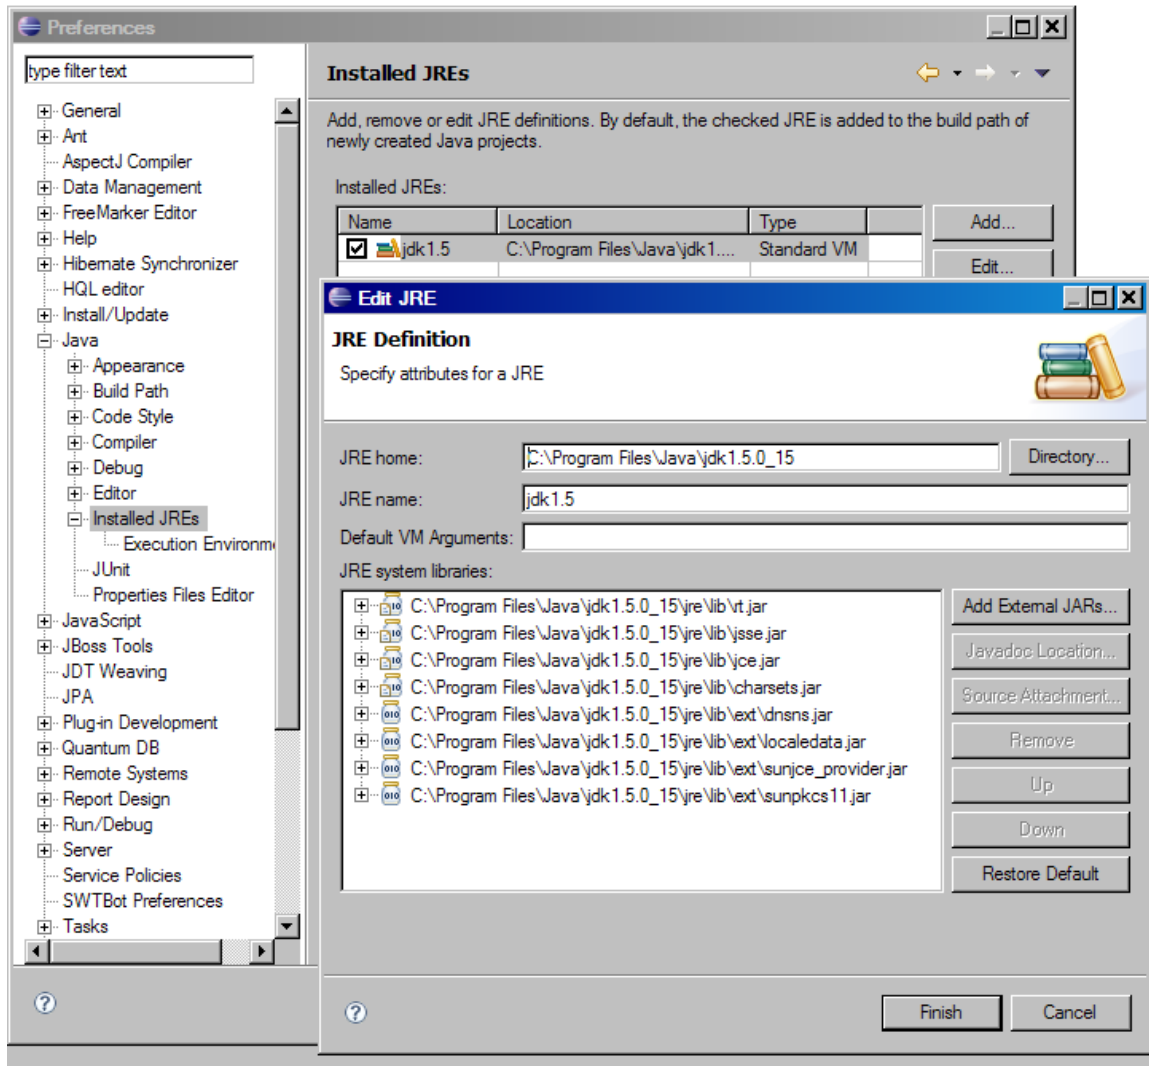 Preferences
type filter text
General
Ant
AspectJ Compiler
Data Management
FreeMarker Editor
Help
Hibernate Synchronizer
HQL editor
Install/Update
Java
Appearance
Build Path
Code Style
Compiler
Debug
Editor
Installed JREs
Execution Environme
JUnit
Properties Files Editor
JavaScript
JBoss Tools
JDT Weaving
JPA
Plug-in Development
Quantum DB
Remote Systems
Report Design
Run/Debug
Server
Service Policies
SWTBot Preferences
Tasks
Installed JREs
Add, remove or edit JRE definitions. By default, the checked JRE is added to the build path of
newly created Java projects.
Installed JREs:
Name Location Type
jdk1.5 C:\Program Files\Java\jdk1.... Standard VM
Add...
Edit...
Edit JRE
JRE Definition
Specify attributes for a JRE
JRE home: C:\Program Files\Java\jdk1.5.0_15 Directory...
JRE name: jdk1.5
Default VM Arguments:
JRE system libraries:
C:\Program Files\Java\jdk1.5.0_15\jre\lib\rt.jar
C:\Program Files\Java\jdk1.5.0_15\jre\lib\jsse.jar
C:\Program Files\Java\jdk1.5.0_15\jre\lib\jce.jar
C:\Program Files\Java\jdk1.5.0_15\jre\lib\charsets.jar
C:\Program Files\Java\jdk1.5.0_15\jre\lib\ext\dnsns.jar
C:\Program Files\Java\jdk1.5.0_15\jre\lib\ext\localedata.jar
C:\Program Files\Java\jdk1.5.0_15\jre\lib\ext\sunjce_provider.jar
C:\Program Files\Java\jdk1.5.0_15\jre\lib\ext\sunpkcs11.jar
Add External JARs...
Javadoc Location...
Source Attachment...
Remove
Up
Down
Restore Default
Finish Cancel